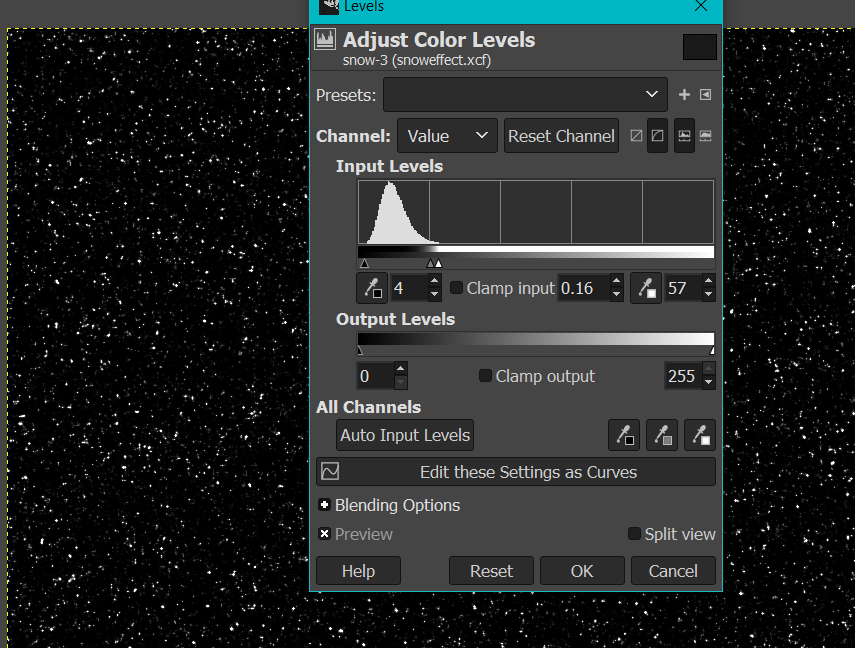 Levels
Adjust Color Levels
snow-3 (snoweffect.xcf)
Presets:
Channel: Value Reset Channel
Input Levels
4 Clamp input 0.16 57
Output Levels
0 Clamp output 255
All Channels
Auto Input Levels
Edit these Settings as Curves
Blending Options
Preview Split view
Help Reset OK Cancel